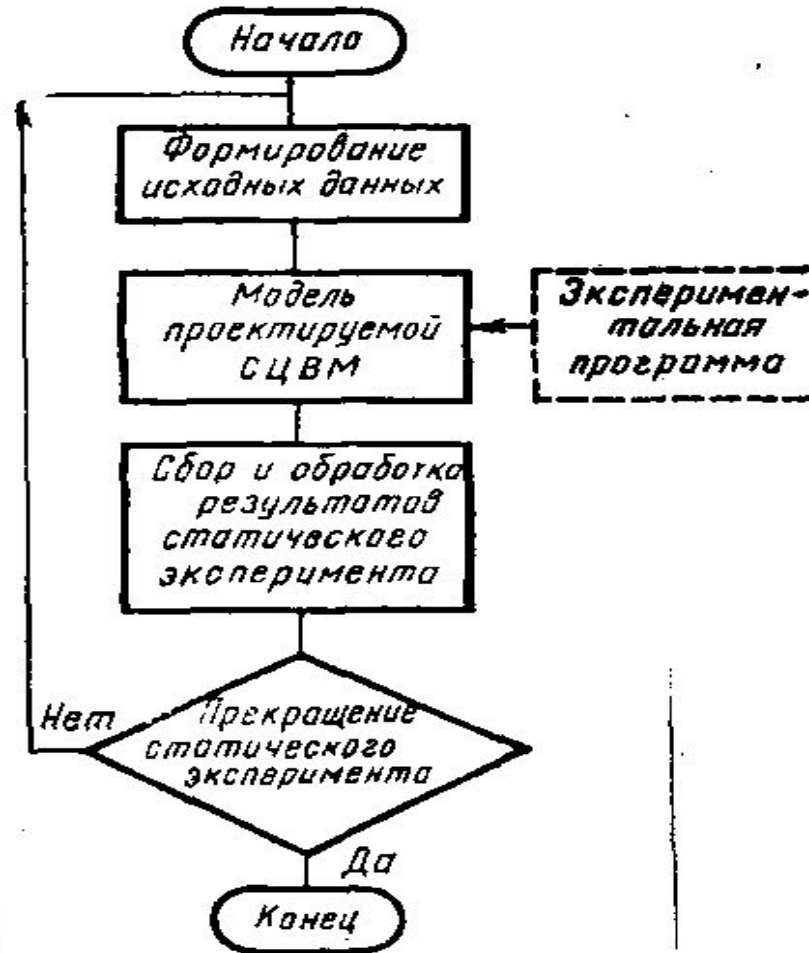 Начало
Формирование
исходных данных
Модель
проектируемой
СЦВМ
Эксперимен-
тальная
программа
Сбор и обработка
результатов
статического
эксперимента
Нет
Прекращение
статического
эксперимента
Да
Конец